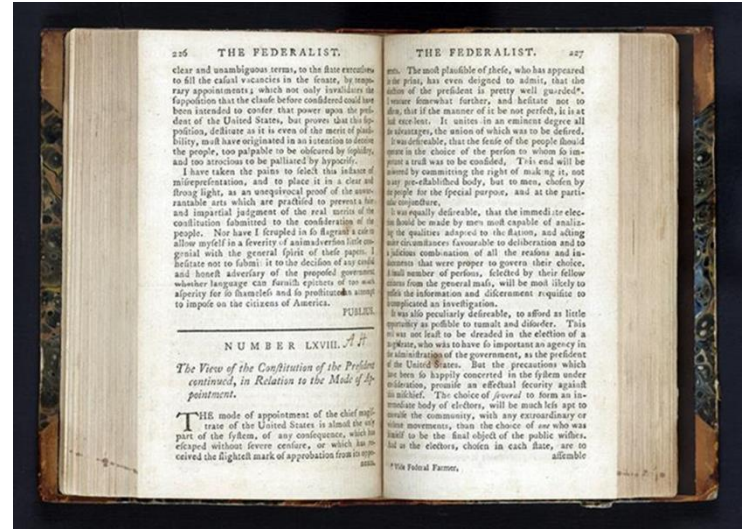 226 THE FEDERALIST.
clear and unambiguous terms, to the ſtate executives
to fill the caſual vacancies in the ſenate, by tempo-
rary appointments; which not only invalidates the
ſuppoſition that the clauſe before conſidered could have
been intended to confer that power upon the preſi-
dent of the United States, but proves that this ſup-
poſition, deſtitute as it is even of the merit of plauſi-
bility, muſt have originated in an intention to deceive
the people, too palpable to be obſcured by ſophiſtry,
and too atrocious to be palliated by hypocriſy.
I have taken the pains to ſelect this inſtance of
miſrepreſentation, and to place it in a clear and
ſtrong light, as an unequivocal proof of the unwar-
rantable arts which are practiſed to prevent a fair
and impartial judgment of the real merits of the
conſtitution ſubmitted to the conſideration of the
people. Nor have I ſcrupled in ſo flagrant a caſe to
allow myſelf in a ſeverity of animadverſion little con-
genial with the general ſpirit of theſe papers. I
heſitate not to ſubmit it to the deciſion of any candid
and honeſt adverſary of the propoſed government
whether language can furniſh epithets of too much
aſperity for ſo ſhameleſs and ſo proſtitute an attempt
to impoſe on the citizens of America.
PUBLIUS.
NUMBER LXVIII.
The View of the Conſtitution of the Preſident
continued, in Relation to the Mode of Ap-
pointment.
THE mode of appointment of the chief magiſ-
trate of the United States is almoſt the only
part of the ſyſtem, of any conſequence, which has
eſcaped without ſevere cenſure, or which has re-
ceived the ſlighteſt mark of approbation from its oppo-
nents.
THE FEDERALIST. 227
nents. The moſt plauſible of theſe, who has appeared
in print, has even deigned to admit, that the
election of the preſident is pretty well guarded*.
I venture ſomewhat further, and heſitate not to
affirm, that if the manner of it be not perfect, it is at
leaſt excellent. It unites in an eminent degree all
the advantages, the union of which was to be deſired.
It was deſireable, that the ſenſe of the people ſhould
operate in the choice of the perſon to whom ſo im-
portant a truſt was to be confided. This end will be
anſwered by committing the right of making it, not
to any pre-eſtabliſhed body, but to men, choſen by
the people for the ſpecial purpoſe, and at the parti-
cular conjuncture.
It was equally deſireable, that the immediate elec-
tion ſhould be made by men moſt capable of analiz-
ing the qualities adapted to the ſtation, and acting
under circumſtances favourable to deliberation and to
a judicious combination of all the reaſons and in-
ducements that were proper to govern their choice.
A ſmall number of perſons, ſelected by their fellow
citizens from the general maſs, will be moſt likely to
poſſeſs the information and diſcernment requiſite to
ſo complicated an inveſtigation.
It was alſo peculiarly deſireable, to afford as little
opportunity as poſſible to tumult and diſorder. This
evil was not leaſt to be dreaded in the election of a
magiſtrate, who was to have ſo important an agency in
the adminiſtration of the government, as the preſident
of the United States. But the precautions which
have been ſo happily concerted in the ſyſtem under
conſideration, promiſe an effectual ſecurity againſt
this miſchief. The choice of ſeveral to form an in-
termediate body of electors, will be much leſs apt to
convulſe the community, with any extraordinary or
violent movements, than the choice of one who was
himſelf to be the final object of the public wiſhes.
And as the electors, choſen in each ſtate, are to
aſſemble
* Vide Federal Farmer.